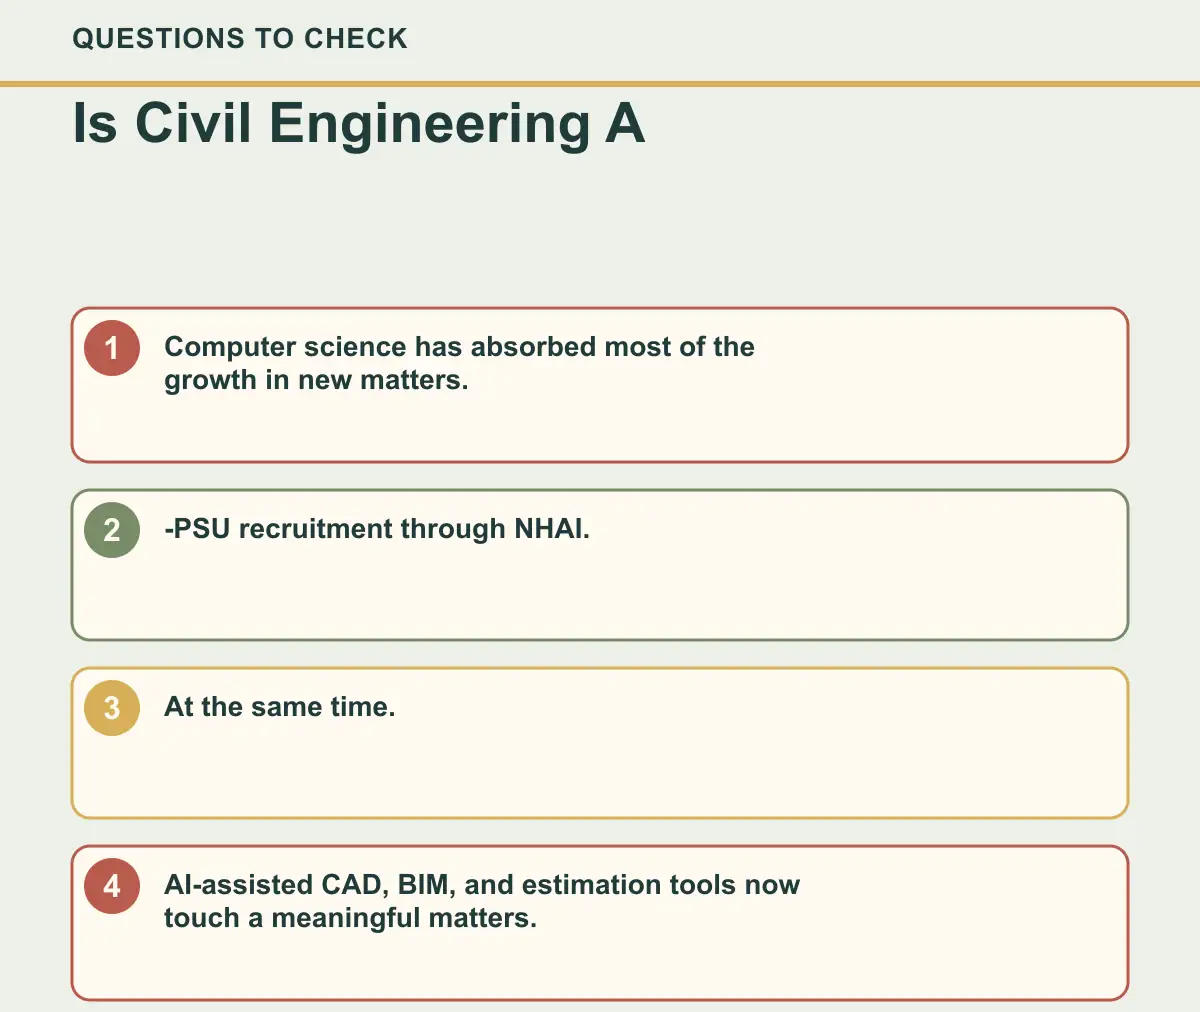 QUESTIONS TO CHECK
Is Civil Engineering A
1
Computer science has absorbed most of the
growth in new matters.
2
-PSU recruitment through NHAI.
3
At the same time.
4
AI-assisted CAD, BIM, and estimation tools now
touch a meaningful matters.